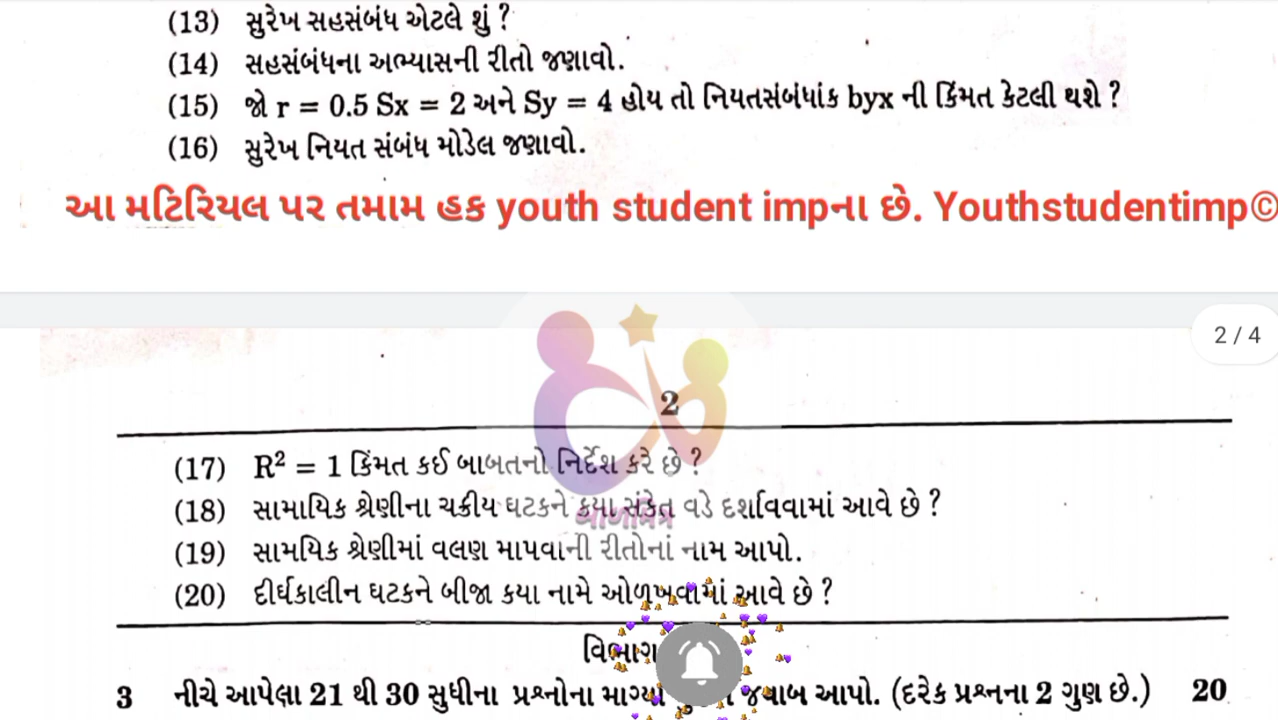 (13) સુરેખ સહસંબંધ એટલે શું ?
(14) સહસંબંધના અભ્યાસની રીતો જણાવો.
(15) જો r = 0.5 Sx = 2 અને Sy = 4 હોય તો નિયતસંબંધાંક byx ની કિંમત કેટલી થશે ?
(16) સુરેખ નિયત સંબંધ મોડેલ જણાવો.
આ મટિરિયલ પર તમામ હક youth student impના છે. Youthstudentimp©
2 / 4
2
(17) R² = 1 કિંમત કઈ બાબતનો નિર્દેશ કરે છે ?
(18) સામાયિક શ્રેણીના ચક્રીય ઘટકને કયા સંકેત વડે દર્શાવવામાં આવે છે ?
બાળમિત્ર
(19) સામયિક શ્રેણીમાં વલણ માપવાની રીતોનાં નામ આપો.
(20) દીર્ઘકાલીન ઘટકને બીજા કયા નામે ઓળખવામાં આવે છે ?
વિભાગ
3 નીચે આપેલા 21 થી 30 સુધીના પ્રશ્નોના માગ્યા જવાબ આપો. (દરેક પ્રશ્નના 2 ગુણ છે.) 20